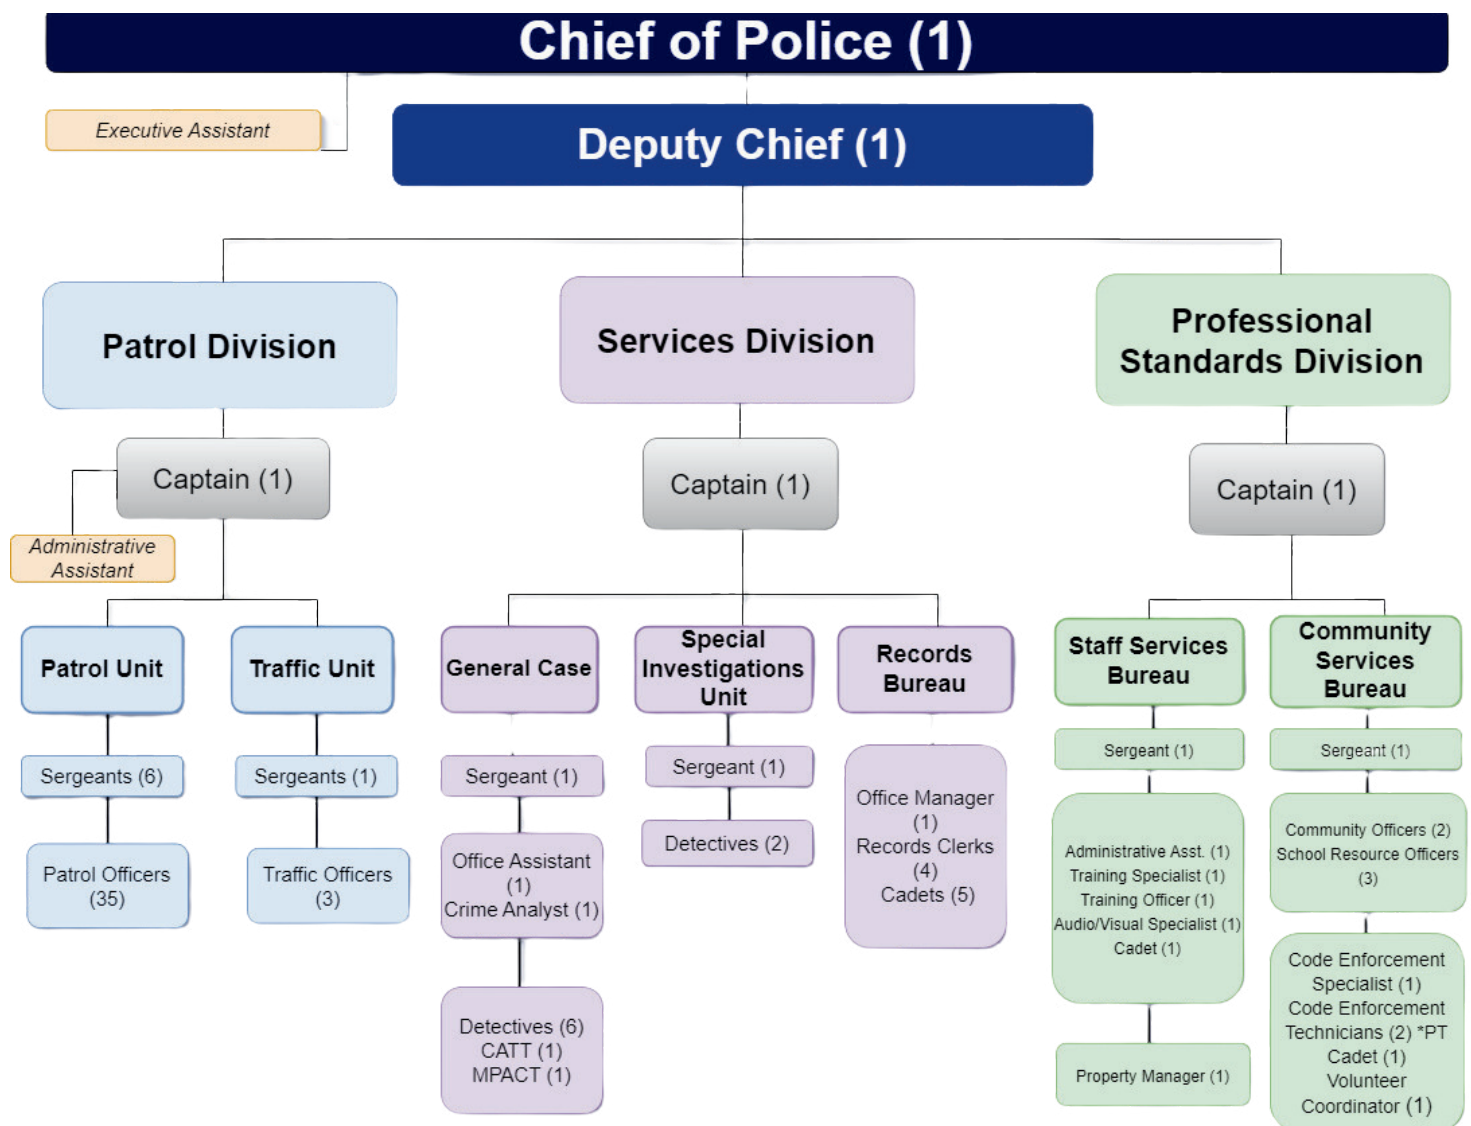 Chief of Police (1)
Executive Assistant
Deputy Chief (1)
Patrol Division
Services Division
Professional
Standards Division
Captain (1)
Captain (1)
Captain (1)
Administrative
Assistant
Patrol Unit
Sergeants (6)
Patrol Officers
(35)
Traffic Unit
Sergeants (1)
Traffic Officers
(3)
General Case
Sergeant (1)
Office Assistant
(1)
Crime Analyst (1)
Detectives (6)
CATT (1)
MPACT (1)
Special
Investigations
Unit
Sergeant (1)
Detectives (2)
Records
Bureau
Office Manager
(1)
Records Clerks
(4)
Cadets (5)
Staff Services
Bureau
Sergeant (1)
Administrative Asst. (1)
Training Specialist (1)
Training Officer (1)
Audio/Visual Specialist (1)
Cadet (1)
Property Manager (1)
Community
Services
Bureau
Sergeant (1)
Community Officers (2)
School Resource Officers
(3)
Code Enforcement
Specialist (1)
Code Enforcement
Technicians (2) *PT
Cadet (1)
Volunteer
Coordinator (1)